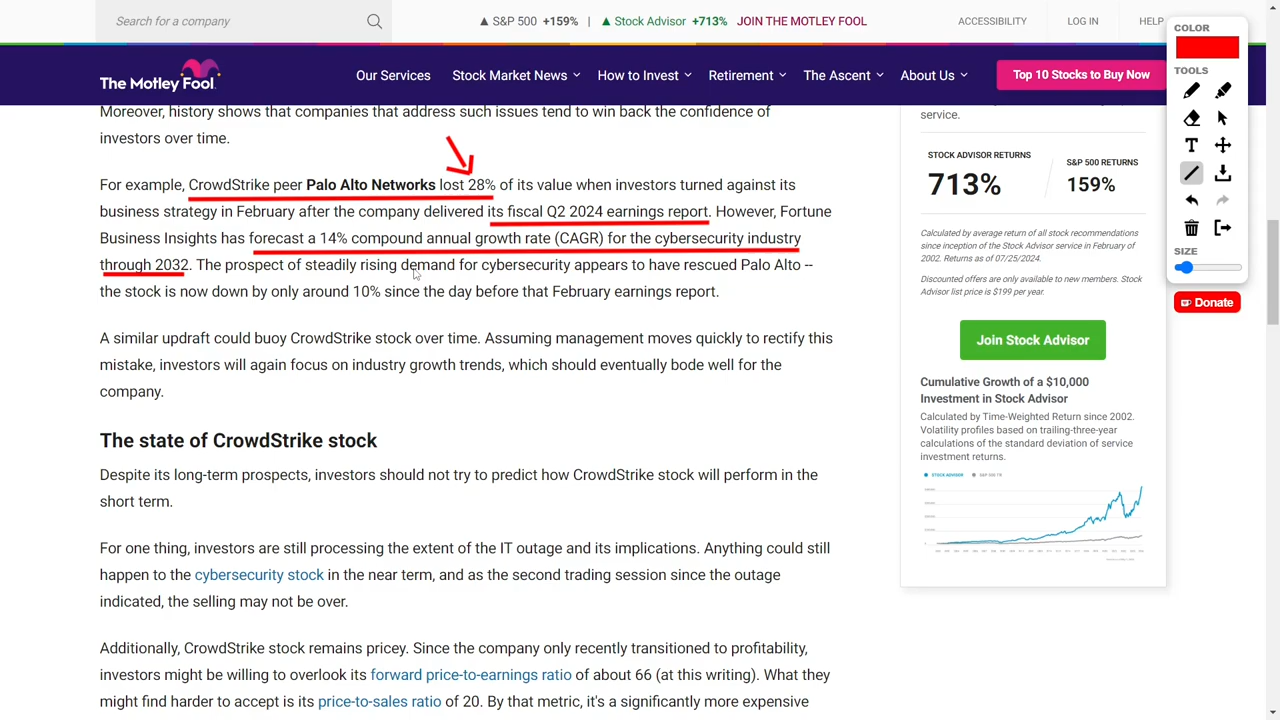 Search for a company
▲ S&P 500 +159% | ▲ Stock Advisor +713% JOIN THE MOTLEY FOOL
ACCESSIBILITY LOG IN HELP
The Motley Fool
Our Services Stock Market News How to Invest Retirement The Ascent About Us Top 10 Stocks to Buy Now
Moreover, history shows that companies that address such issues tend to win back the confidence of
investors over time.
For example, CrowdStrike peer Palo Alto Networks lost 28% of its value when investors turned against its
business strategy in February after the company delivered its fiscal Q2 2024 earnings report. However, Fortune
Business Insights has forecast a 14% compound annual growth rate (CAGR) for the cybersecurity industry
through 2032. The prospect of steadily rising demand for cybersecurity appears to have rescued Palo Alto --
the stock is now down by only around 10% since the day before that February earnings report.
A similar updraft could buoy CrowdStrike stock over time. Assuming management moves quickly to rectify this
mistake, investors will again focus on industry growth trends, which should eventually bode well for the
company.
The state of CrowdStrike stock
Despite its long-term prospects, investors should not try to predict how CrowdStrike stock will perform in the
short term.
For one thing, investors are still processing the extent of the IT outage and its implications. Anything could still
happen to the cybersecurity stock in the near term, and as the second trading session since the outage
indicated, the selling may not be over.
Additionally, CrowdStrike stock remains pricey. Since the company only recently transitioned to profitability,
investors might be willing to overlook its forward price-to-earnings ratio of about 66 (at this writing). What they
might find harder to accept is its price-to-sales ratio of 20. By that metric, it's a significantly more expensive
service.
STOCK ADVISOR RETURNS
713%
S&P 500 RETURNS
159%
Calculated by average return of all stock recommendations
since inception of the Stock Advisor service in February of
2002. Returns as of 07/25/2024.
Discounted offers are only available to new members. Stock
Advisor list price is $199 per year.
Join Stock Advisor
Cumulative Growth of a $10,000
Investment in Stock Advisor
Calculated by Time-Weighted Return since 2002.
Volatility profiles based on trailing-three-year
calculations of the standard deviation of service
investment returns.
STOCK ADVISOR
COLOR
TOOLS
T
SIZE
Donate